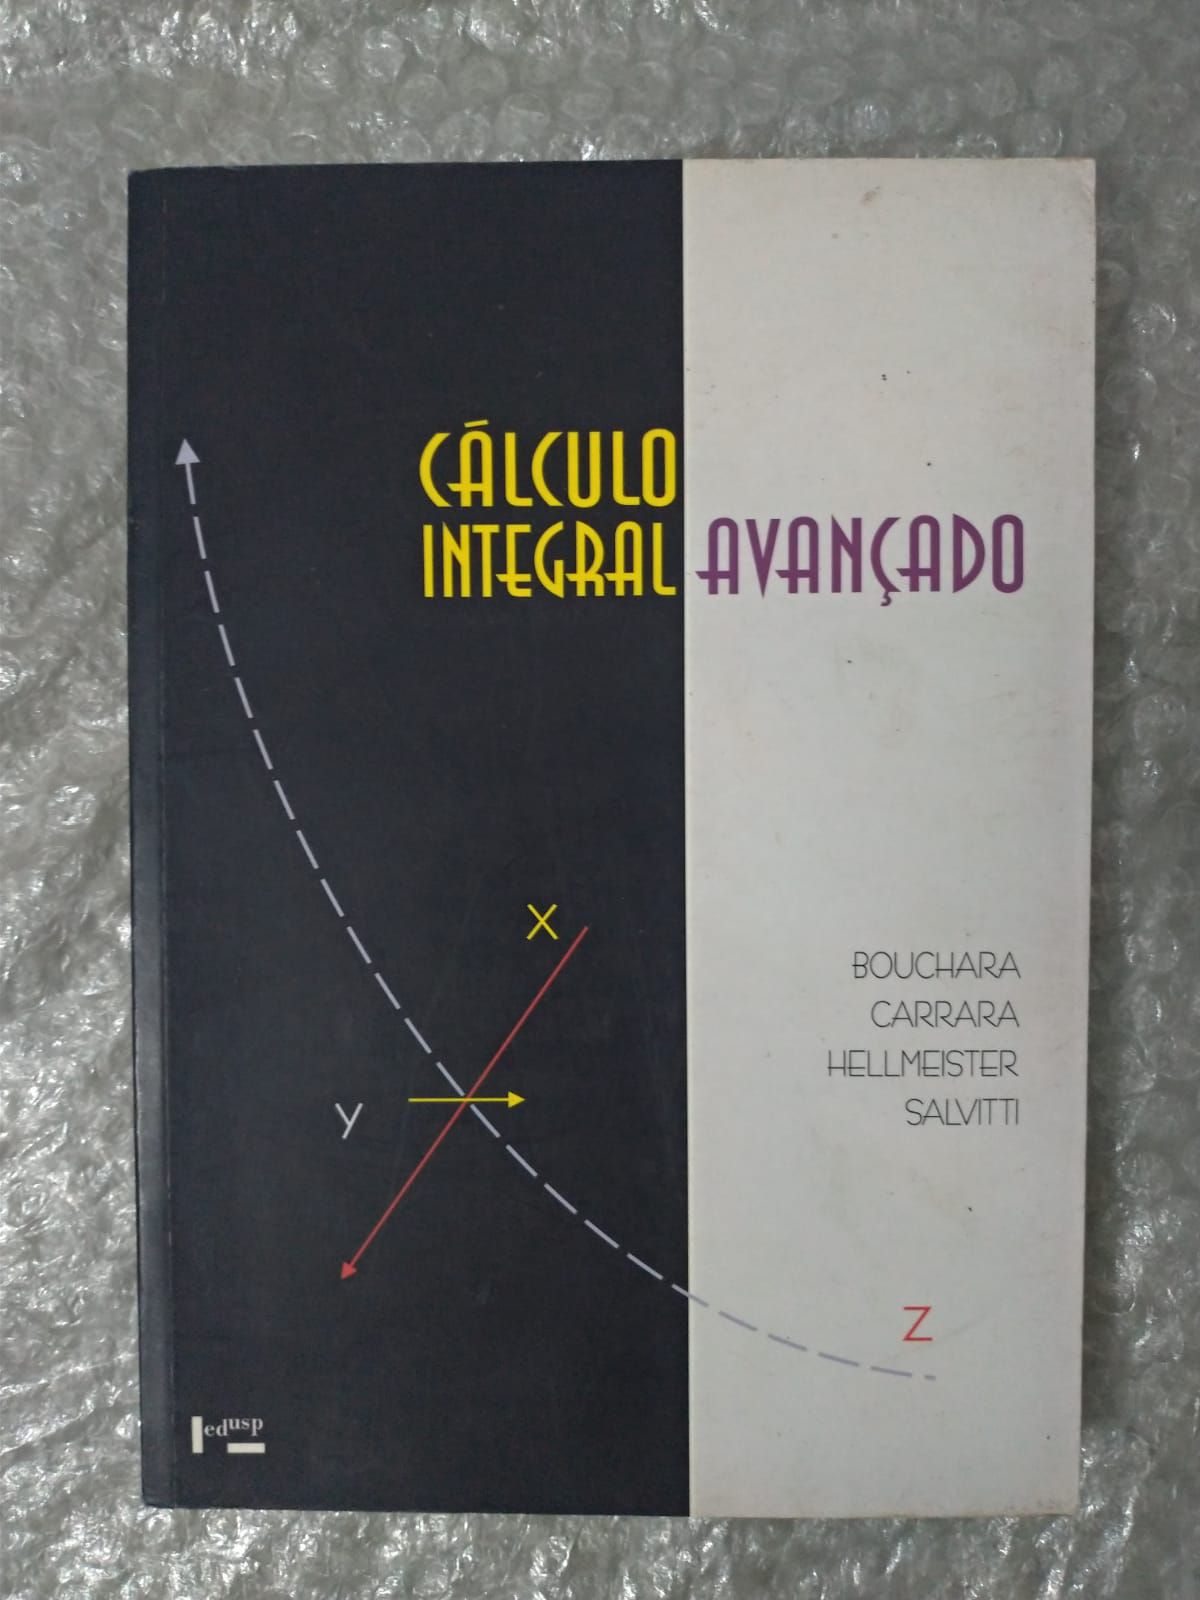 CÁLCULO
INTEGRAL AVANÇADO
X
BOUCHARA
CARRARA
HELLMEISTER
SALVITTI
y
Z
edusp